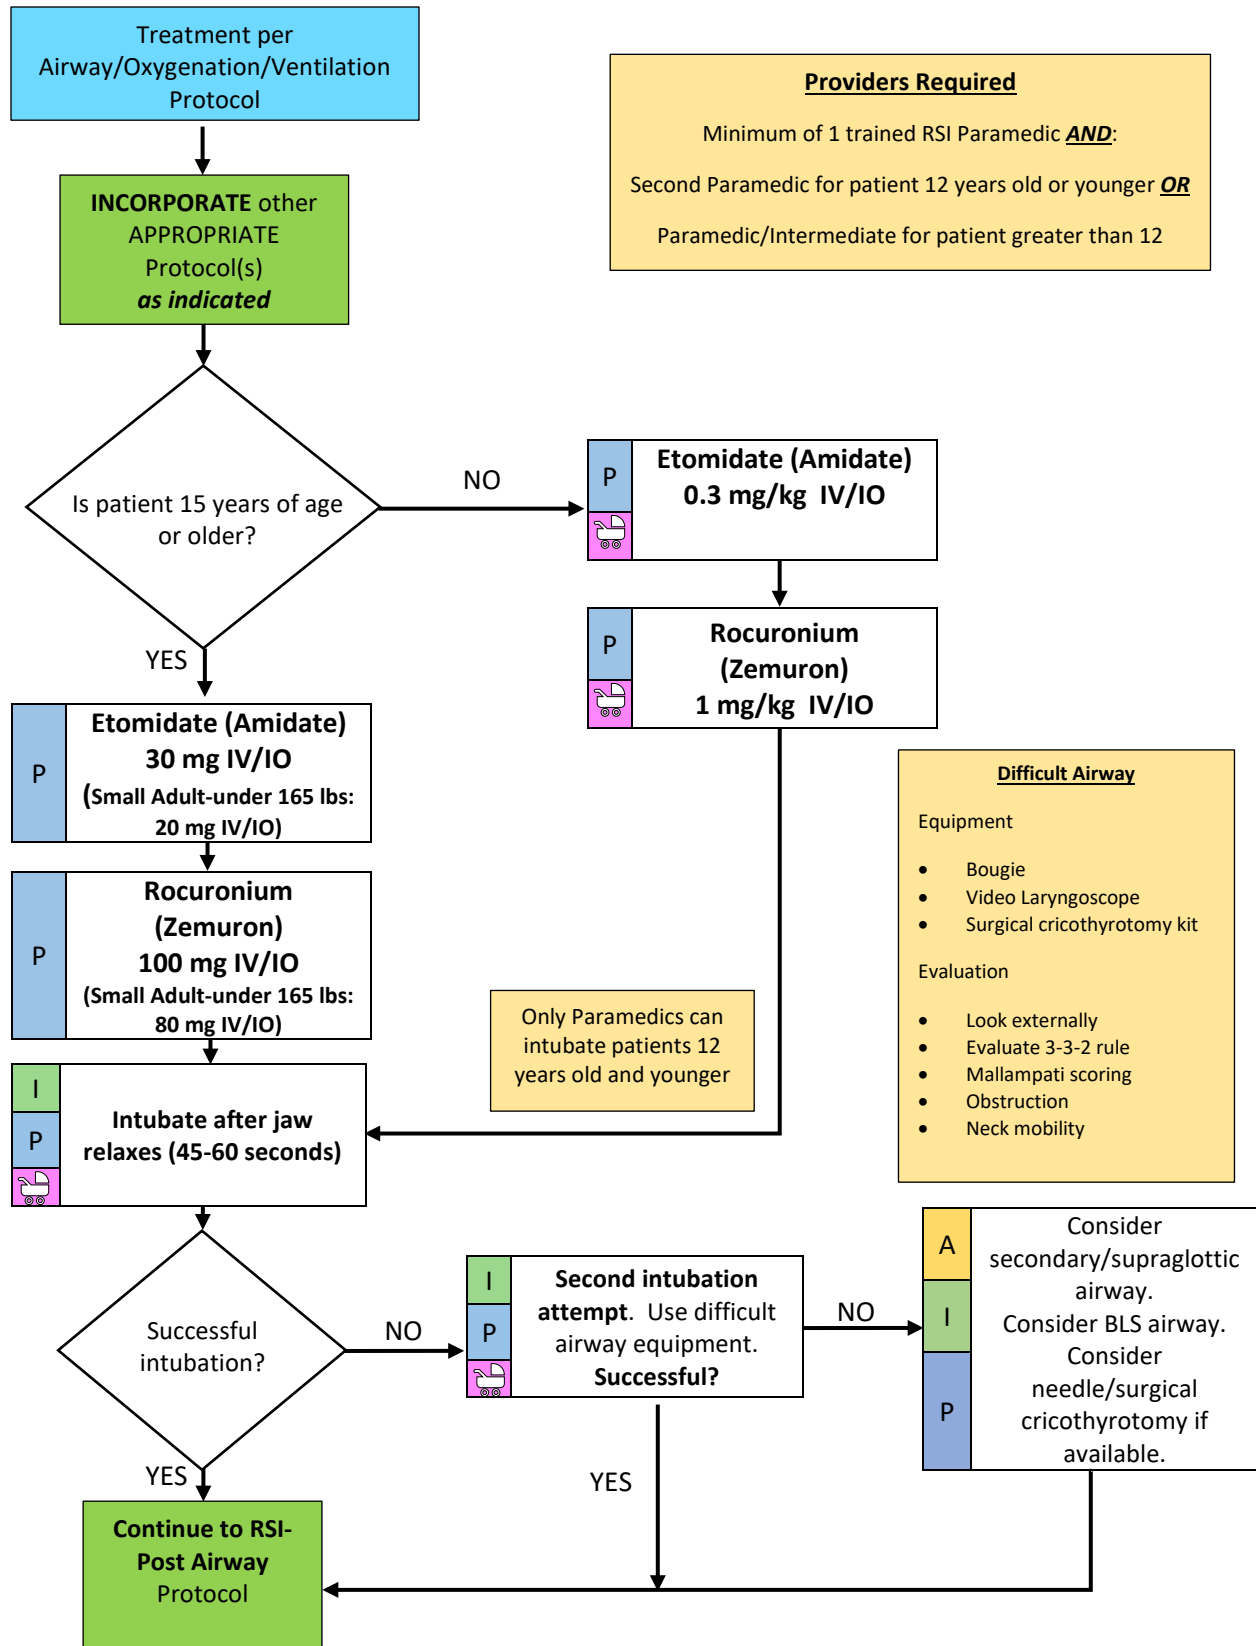 Treatment per
Airway/Oxygenation/Ventilation
Protocol
Providers Required
Minimum of 1 trained RSI Paramedic AND:
Second Paramedic for patient 12 years old or younger OR
Paramedic/Intermediate for patient greater than 12
INCORPORATE other
APPROPRIATE
Protocol(s)
as indicated
Is patient 15 years of age
or older?
NO
P
Etomidate (Amidate)
0.3 mg/kg IV/IO
P
Rocuronium
(Zemuron)
1 mg/kg IV/IO
YES
P
Etomidate (Amidate)
30 mg IV/IO
(Small Adult-under 165 lbs:
20 mg IV/IO)
P
Rocuronium
(Zemuron)
100 mg IV/IO
(Small Adult-under 165 lbs:
80 mg IV/IO)
Difficult Airway
Equipment
• Bougie
• Video Laryngoscope
• Surgical cricothyrotomy kit
Evaluation
• Look externally
• Evaluate 3-3-2 rule
• Mallampati scoring
• Obstruction
• Neck mobility
Only Paramedics can
intubate patients 12
years old and younger
I
P
Intubate after jaw
relaxes (45-60 seconds)
Successful
intubation?
NO
I
P
Second intubation
attempt. Use difficult
airway equipment.
Successful?
NO
A
I
P
Consider
secondary/supraglottic
airway.
Consider BLS airway.
Consider
needle/surgical
cricothyrotomy if
available.
YES
YES
Continue to RSI-
Post Airway
Protocol